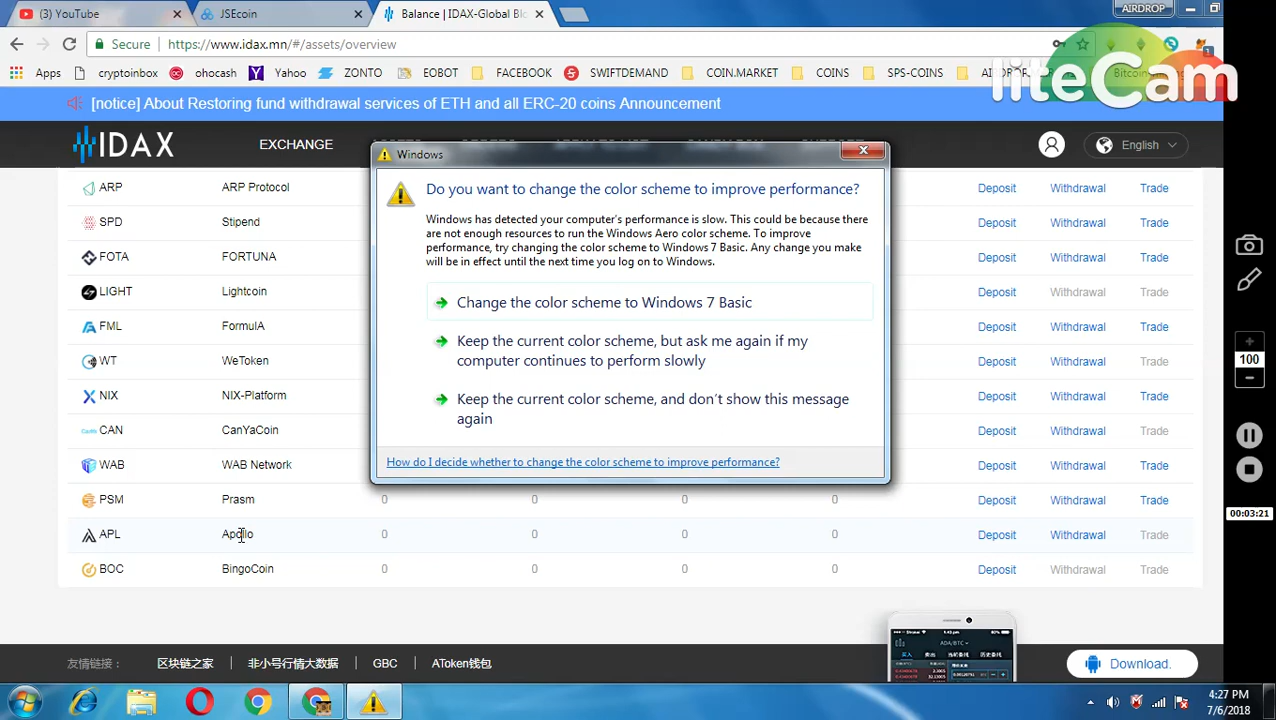 (3) YouTube
JSEcoin
Balance | IDAX-Global Bl
AIRDROP
Secure
https://www.idax.mn/#/assets/overview
Apps
cryptoinbox
ohocash
Yahoo
ZONTO
EOBOT
FACEBOOK
SWIFTDEMAND
COIN.MARKET
COINS
SPS-COINS
liteCam
[notice] About Restoring fund withdrawal services of ETH and all ERC-20 coins Announcement
IDAX
EXCHANGE
English
Windows
Do you want to change the color scheme to improve performance?
Windows has detected your computer's performance is slow. This could be because there
are not enough resources to run the Windows Aero color scheme. To improve
performance, try changing the color scheme to Windows 7 Basic. Any change you make
will be in effect until the next time you log on to Windows.
Change the color scheme to Windows 7 Basic
Keep the current color scheme, but ask me again if my
computer continues to perform slowly
Keep the current color scheme, and don't show this message
again
How do I decide whether to change the color scheme to improve performance?
ARP ARP Protocol Deposit Withdrawal Trade
SPD Stipend Deposit Withdrawal Trade
FOTA FORTUNA Deposit Withdrawal Trade
LIGHT Lightcoin Deposit Withdrawal Trade
FML FormulA Deposit Withdrawal Trade
WT WeToken Deposit Withdrawal Trade
NIX NIX-Platform Deposit Withdrawal Trade
CAN CanYaCoin Deposit Withdrawal Trade
WAB WAB Network Deposit Withdrawal Trade
PSM Prasm 0 0 0 0 Deposit Withdrawal Trade
APL Apollo 0 0 0 0 Deposit Withdrawal Trade
BOC BingoCoin 0 0 0 0 Deposit Withdrawal Trade
100
00:03:21
ADA/BTC
友情链接：
区块链之家
非小号行情大数据
GBC
AToken钱包
Download.
4:27 PM
7/6/2018